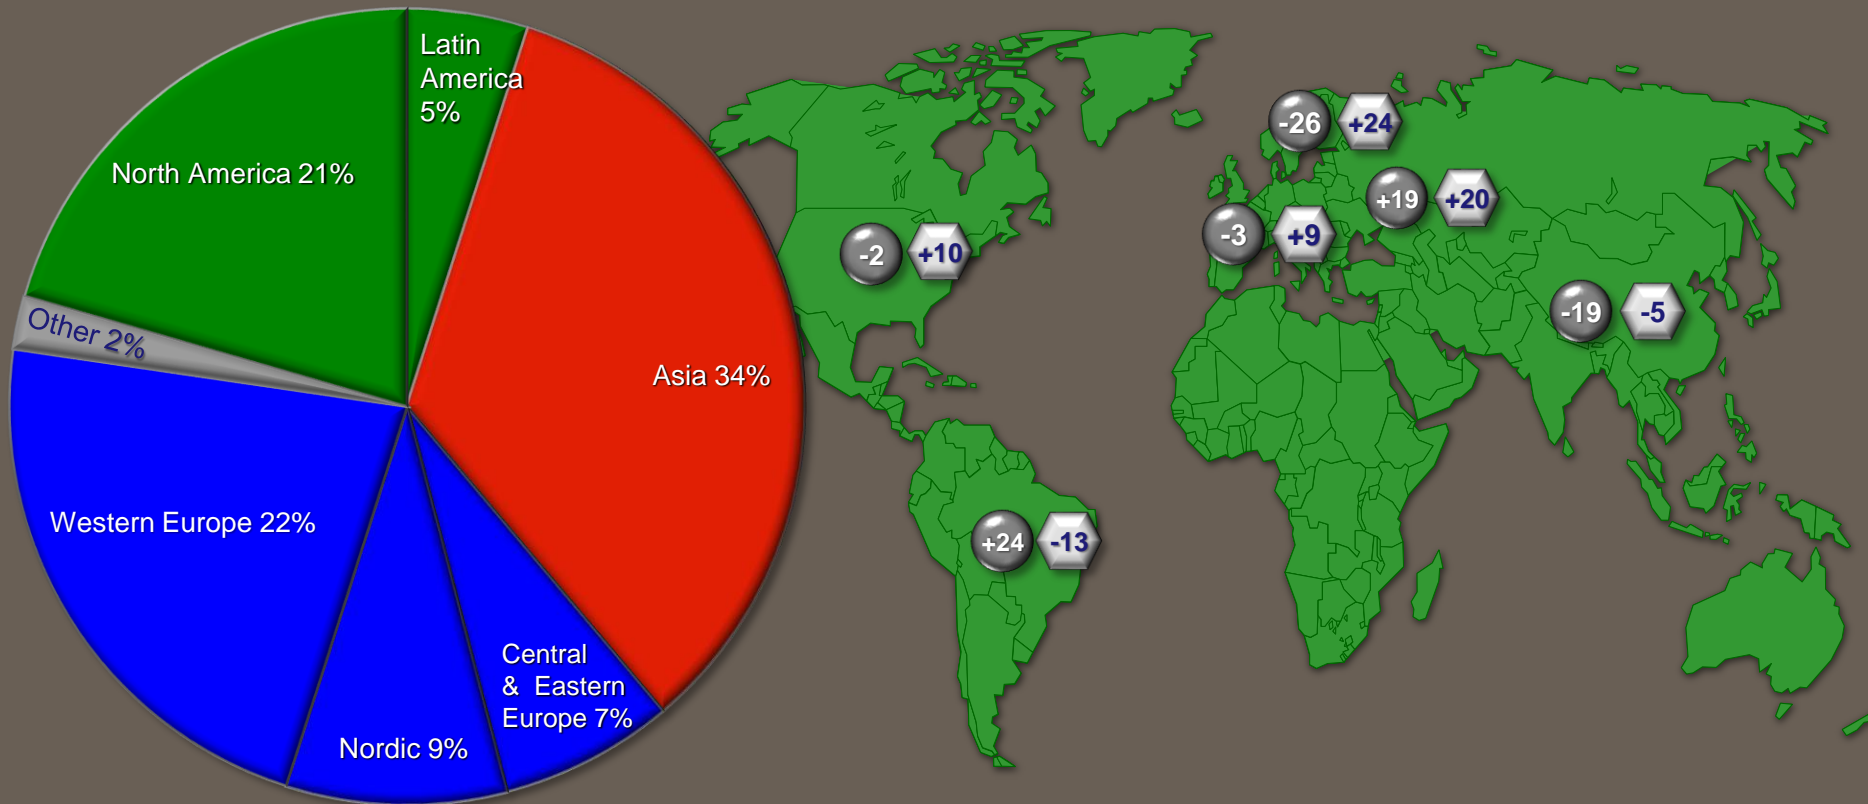 Latin
America
5%
North America 21%
Other 2%
Asia 34%
Western Europe 22%
Central
& Eastern
Europe 7%
Nordic 9%
-26
+24
+19
+20
-3
+9
-2
+10
-19
-5
+24
-13